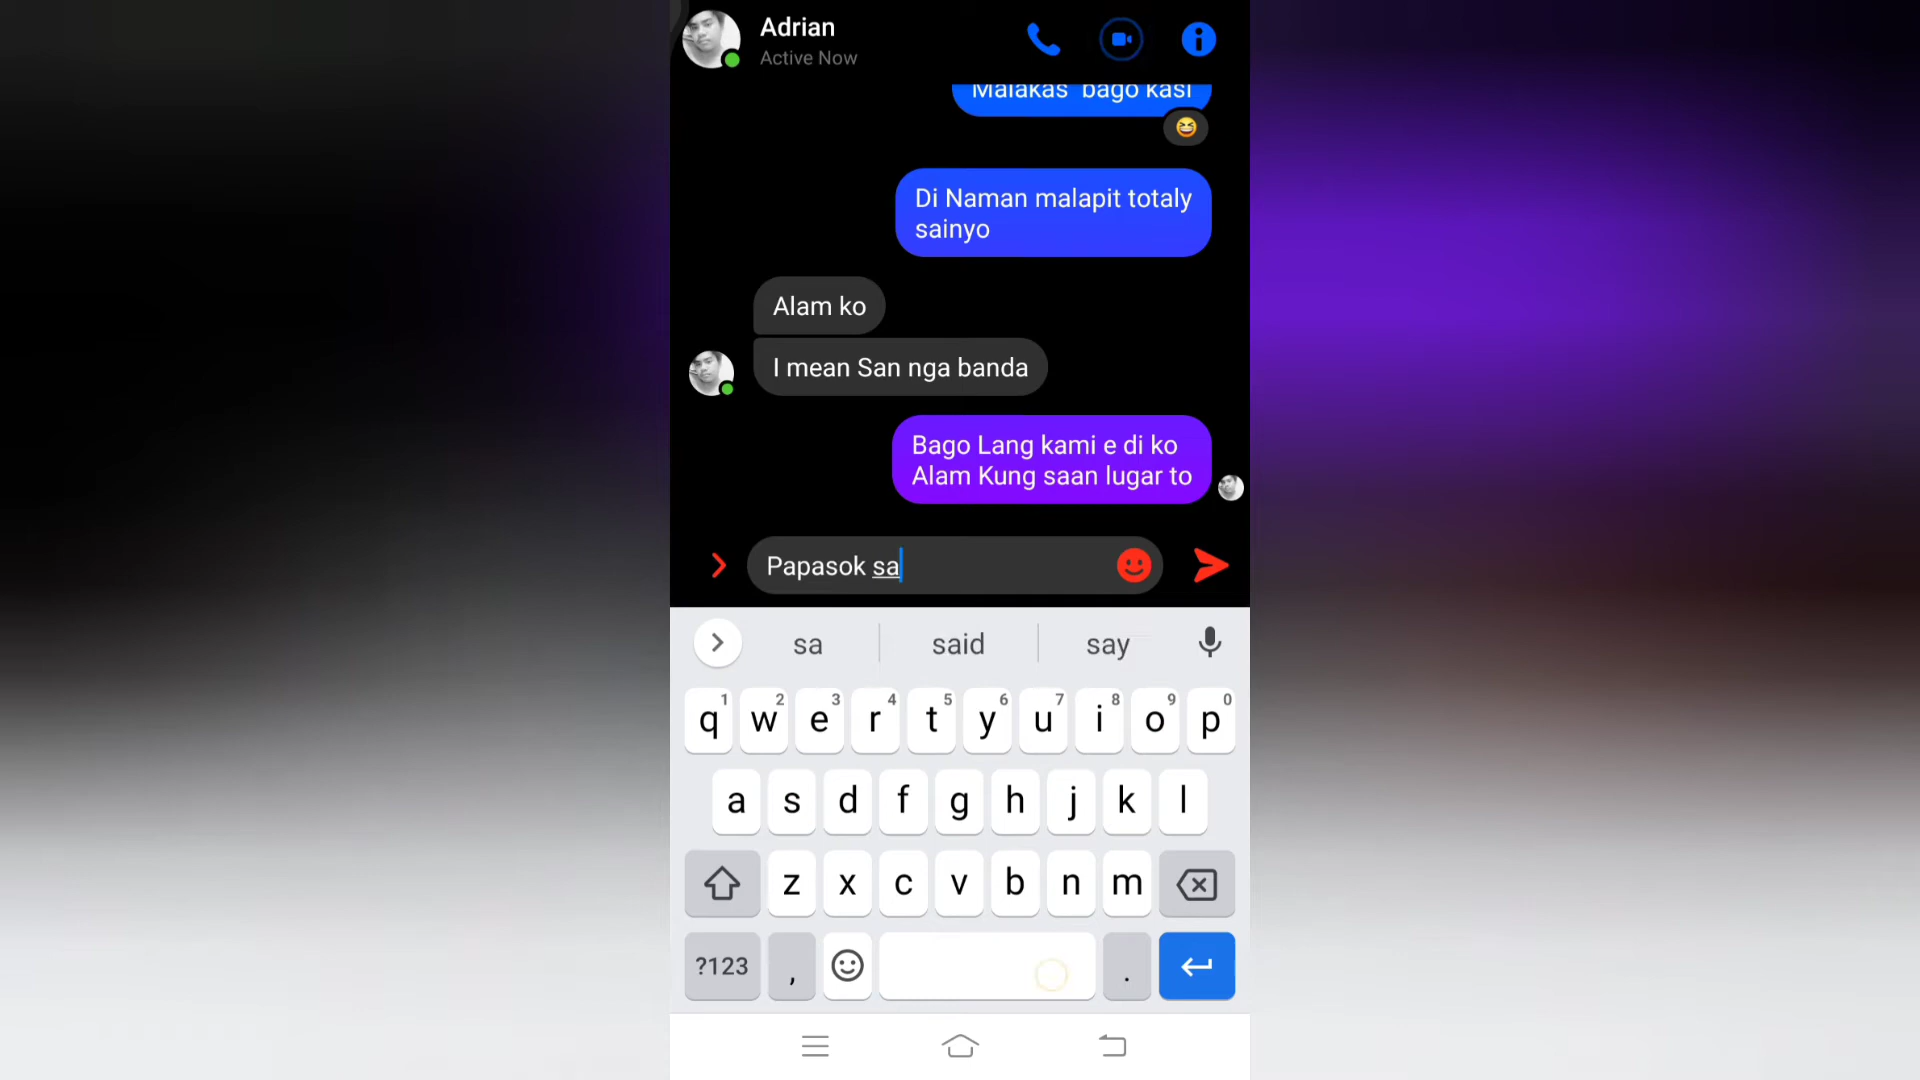 Adrian
Active Now
Malakas bago kasi
Di Naman malapit totaly
sainyo
Alam ko
I mean San nga banda
Bago Lang kami e di ko
Alam Kung saan lugar to
Papasok sa
sa said say
1 2 3 4 5 6 7 8 9 0
q w e r t y u i o p
a s d f g h j k l
z x c v b n m
?123 , .